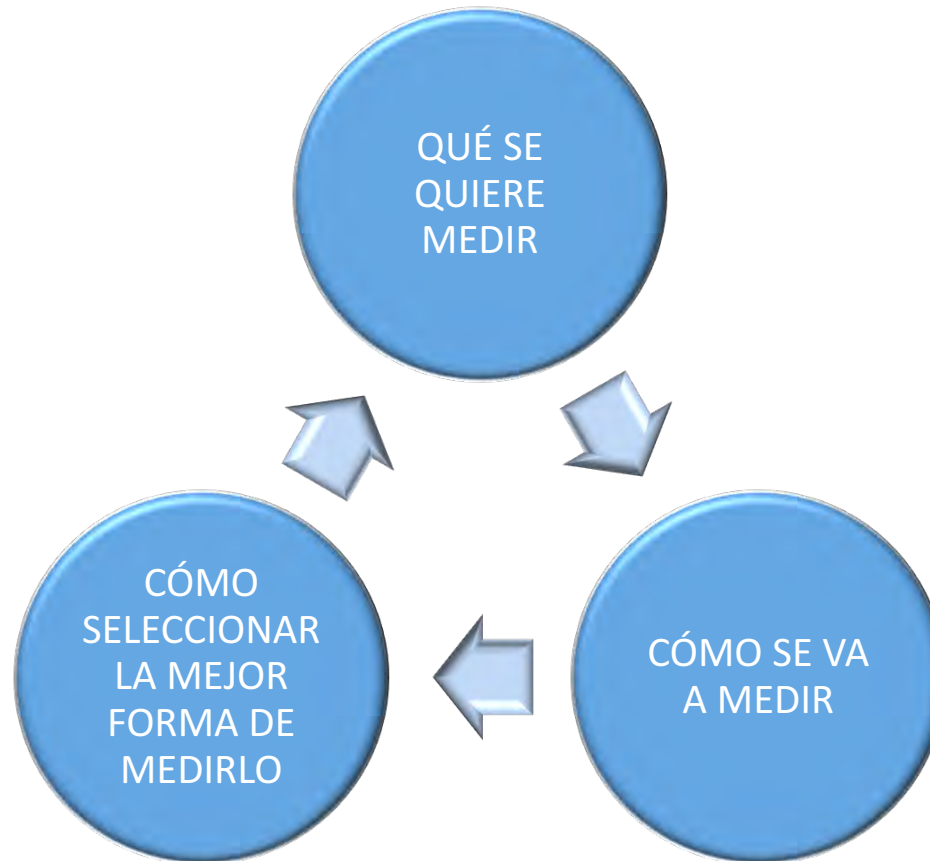 QUÉ SE
QUIERE
MEDIR
CÓMO SE VA
A MEDIR
CÓMO
SELECCIONAR
LA MEJOR
FORMA DE
MEDIRLO